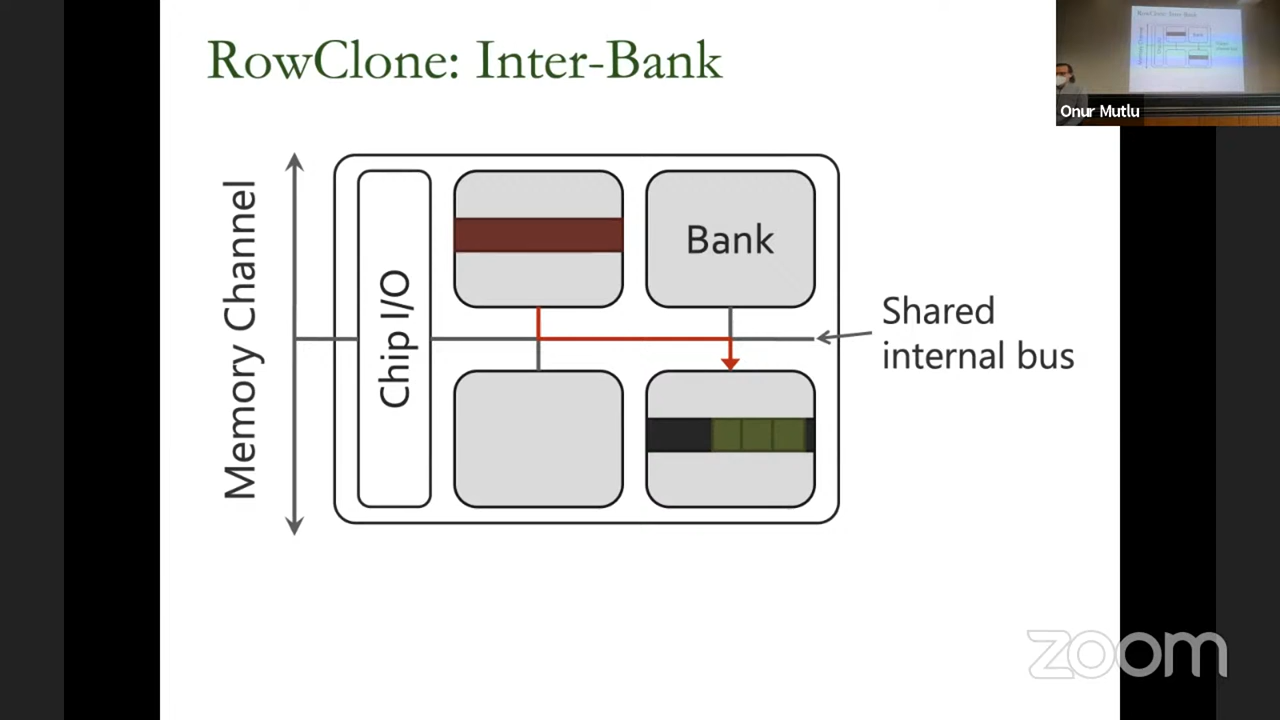 RowClone: Inter-Bank
Onur Mutlu
Memory Channel
Chip I/O
Bank
Shared
internal bus
zoom